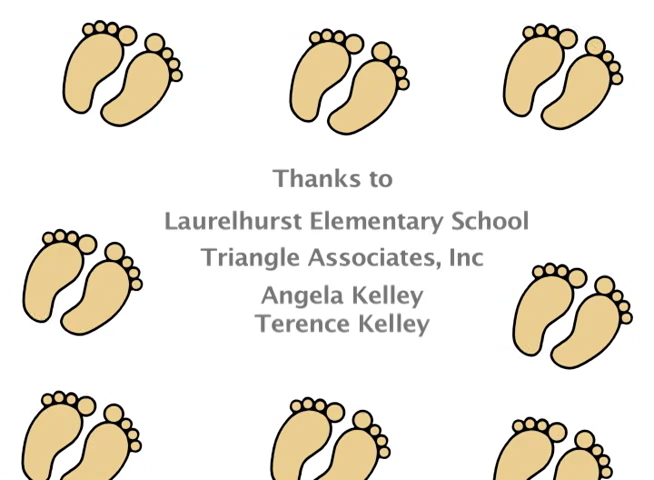 Thanks to
Laurelhurst Elementary School
Triangle Associates, Inc
Angela Kelley
Terence Kelley